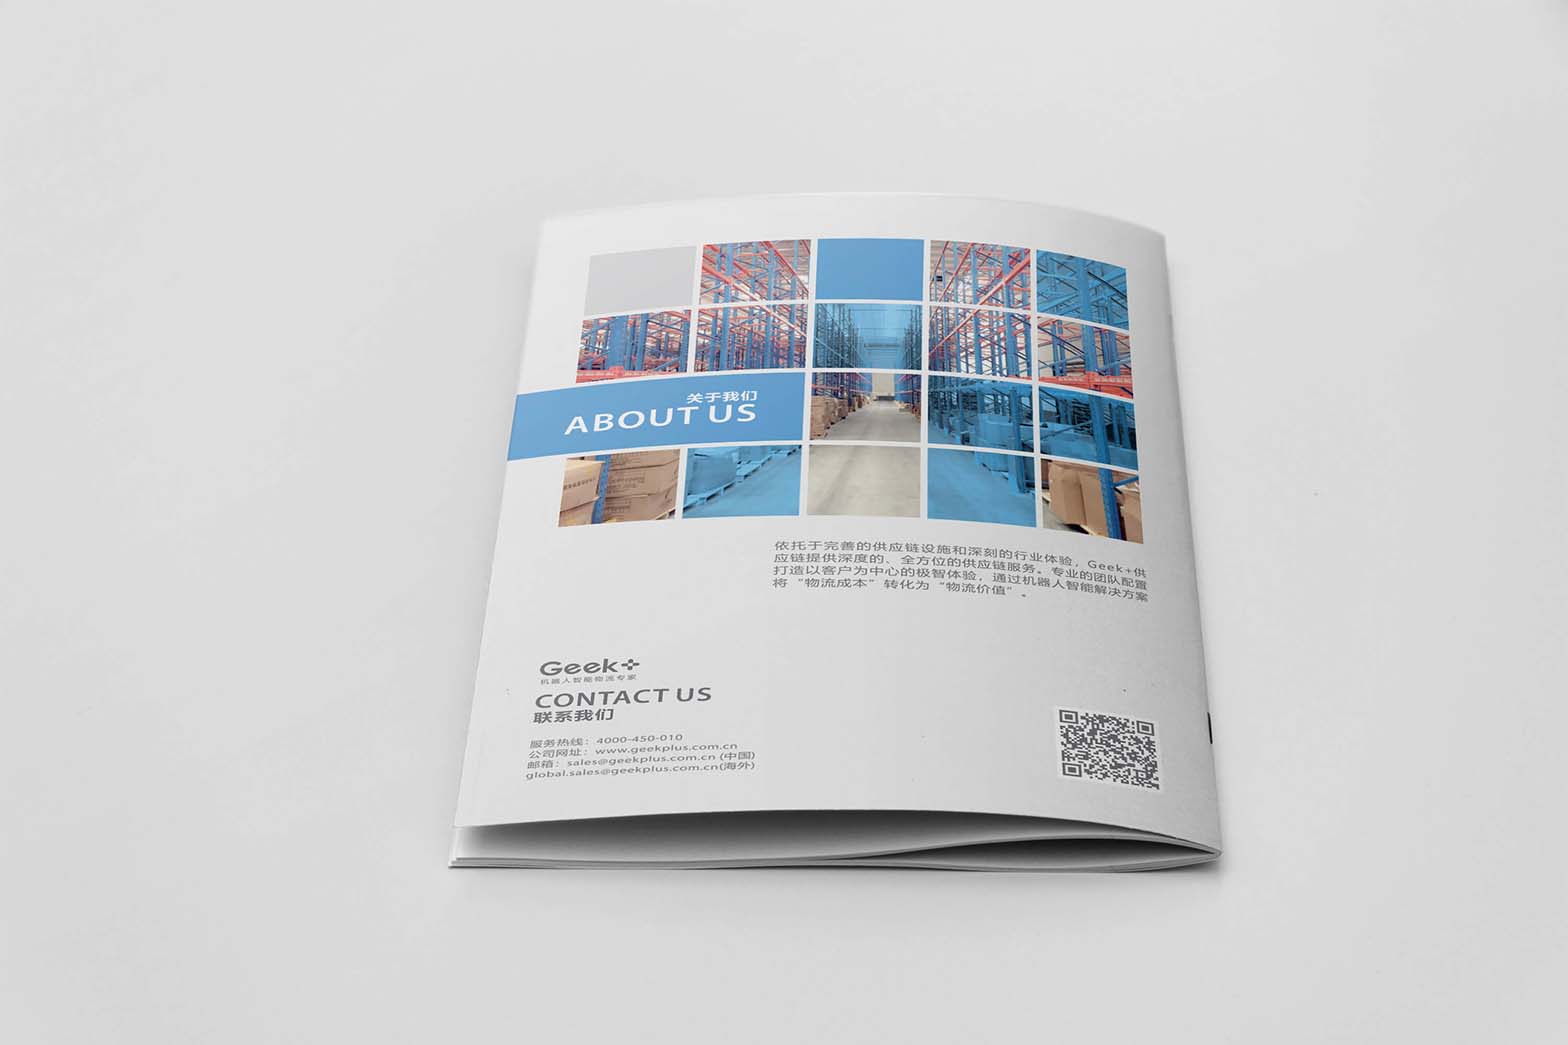 关于我们
ABOUT US
依托于完善的供应链设施和深刻的行业体验，Geek+供
应链提供深度的、全方位的供应链服务。专业的团队配置
打造以客户为中心的极智体验，通过机器人智能解决方案
将“物流成本”转化为“物流价值”。
Geek+
机器人智能物流专家
CONTACT US
联系我们
服务热线：4000-450-010
公司网址：www.geekplus.com.cn
邮箱：sales@geekplus.com.cn (中国)
global.sales@geekplus.com.cn(海外)